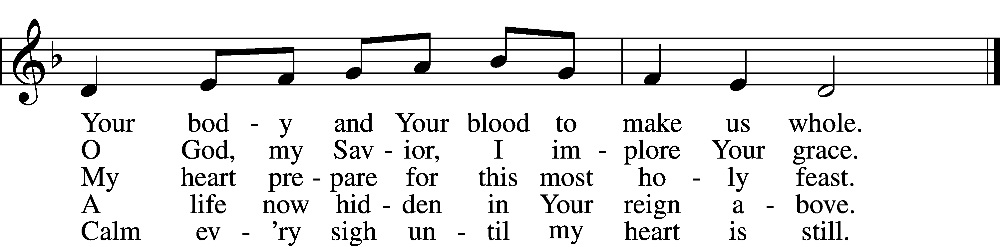 Your bod - y and Your blood to make us whole.
O God, my Sav - ior, I im - plore Your grace.
My heart pre - pare for this most ho - ly feast.
A life now hid - den in Your reign a - bove.
Calm ev - ’ry sigh un - til my heart is still.